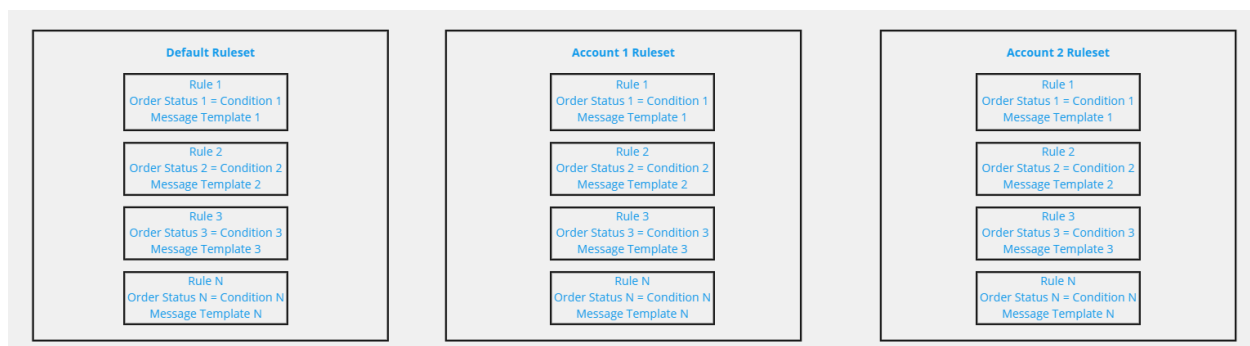 Default Ruleset
Rule 1
Order Status 1 = Condition 1
Message Template 1
Rule 2
Order Status 2 = Condition 2
Message Template 2
Rule 3
Order Status 3 = Condition 3
Message Template 3
Rule N
Order Status N = Condition N
Message Template N
Account 1 Ruleset
Rule 1
Order Status 1 = Condition 1
Message Template 1
Rule 2
Order Status 2 = Condition 2
Message Template 2
Rule 3
Order Status 3 = Condition 3
Message Template 3
Rule N
Order Status N = Condition N
Message Template N
Account 2 Ruleset
Rule 1
Order Status 1 = Condition 1
Message Template 1
Rule 2
Order Status 2 = Condition 2
Message Template 2
Rule 3
Order Status 3 = Condition 3
Message Template 3
Rule N
Order Status N = Condition N
Message Template N